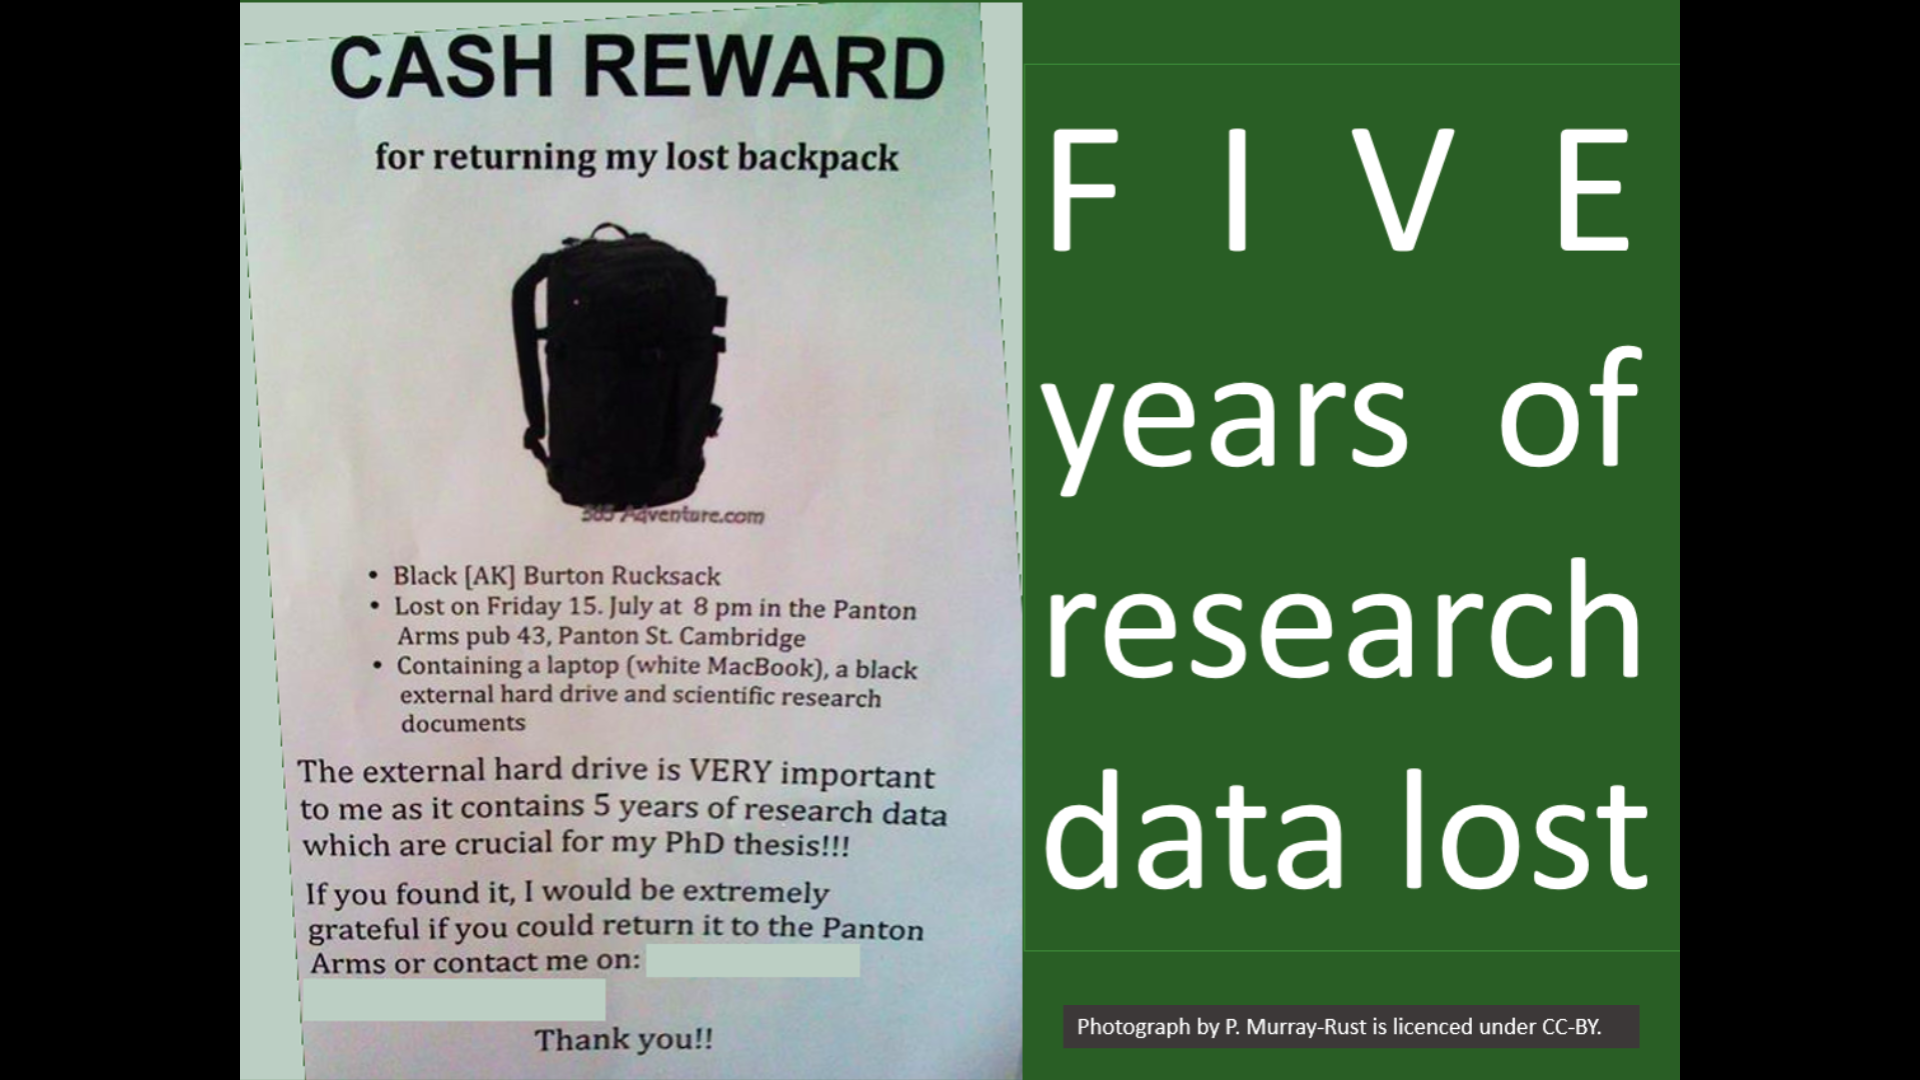 CASH REWARD
for returning my lost backpack
365 Adventure.com
• Black [AK] Burton Rucksack
• Lost on Friday 15. July at 8 pm in the Panton
Arms pub 43, Panton St. Cambridge
• Containing a laptop (white MacBook), a black
external hard drive and scientific research
documents
The external hard drive is VERY important
to me as it contains 5 years of research data
which are crucial for my PhD thesis!!!
If you found it, I would be extremely
grateful if you could return it to the Panton
Arms or contact me on:
Thank you!!
FIVE
years of
research
data lost
Photograph by P. Murray-Rust is licenced under CC-BY.